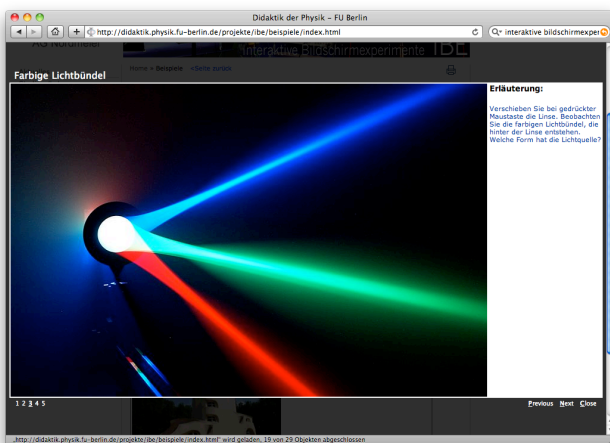 Didaktik der Physik – FU Berlin
http://didaktik.physik.fu-berlin.de/projekte/ibe/beispiele/index.html
interaktive bildschirmexper
AG Nordmeier
interaktive Bildschirmexperimente IBE
Home » Beispiele
Farbige Lichtbündel
Erläuterung:
Verschieben Sie bei gedrückter
Maustaste die Linse. Beobachten
Sie die farbigen Lichtbündel, die
hinter der Linse entstehen.
Welche Form hat die Lichtquelle?
1 2 3 4 5
Previous Next Close
„http://didaktik.physik.fu-berlin.de/projekte/ibe/beispiele/index.html“ wird geladen, 19 von 29 Objekten abgeschlossen